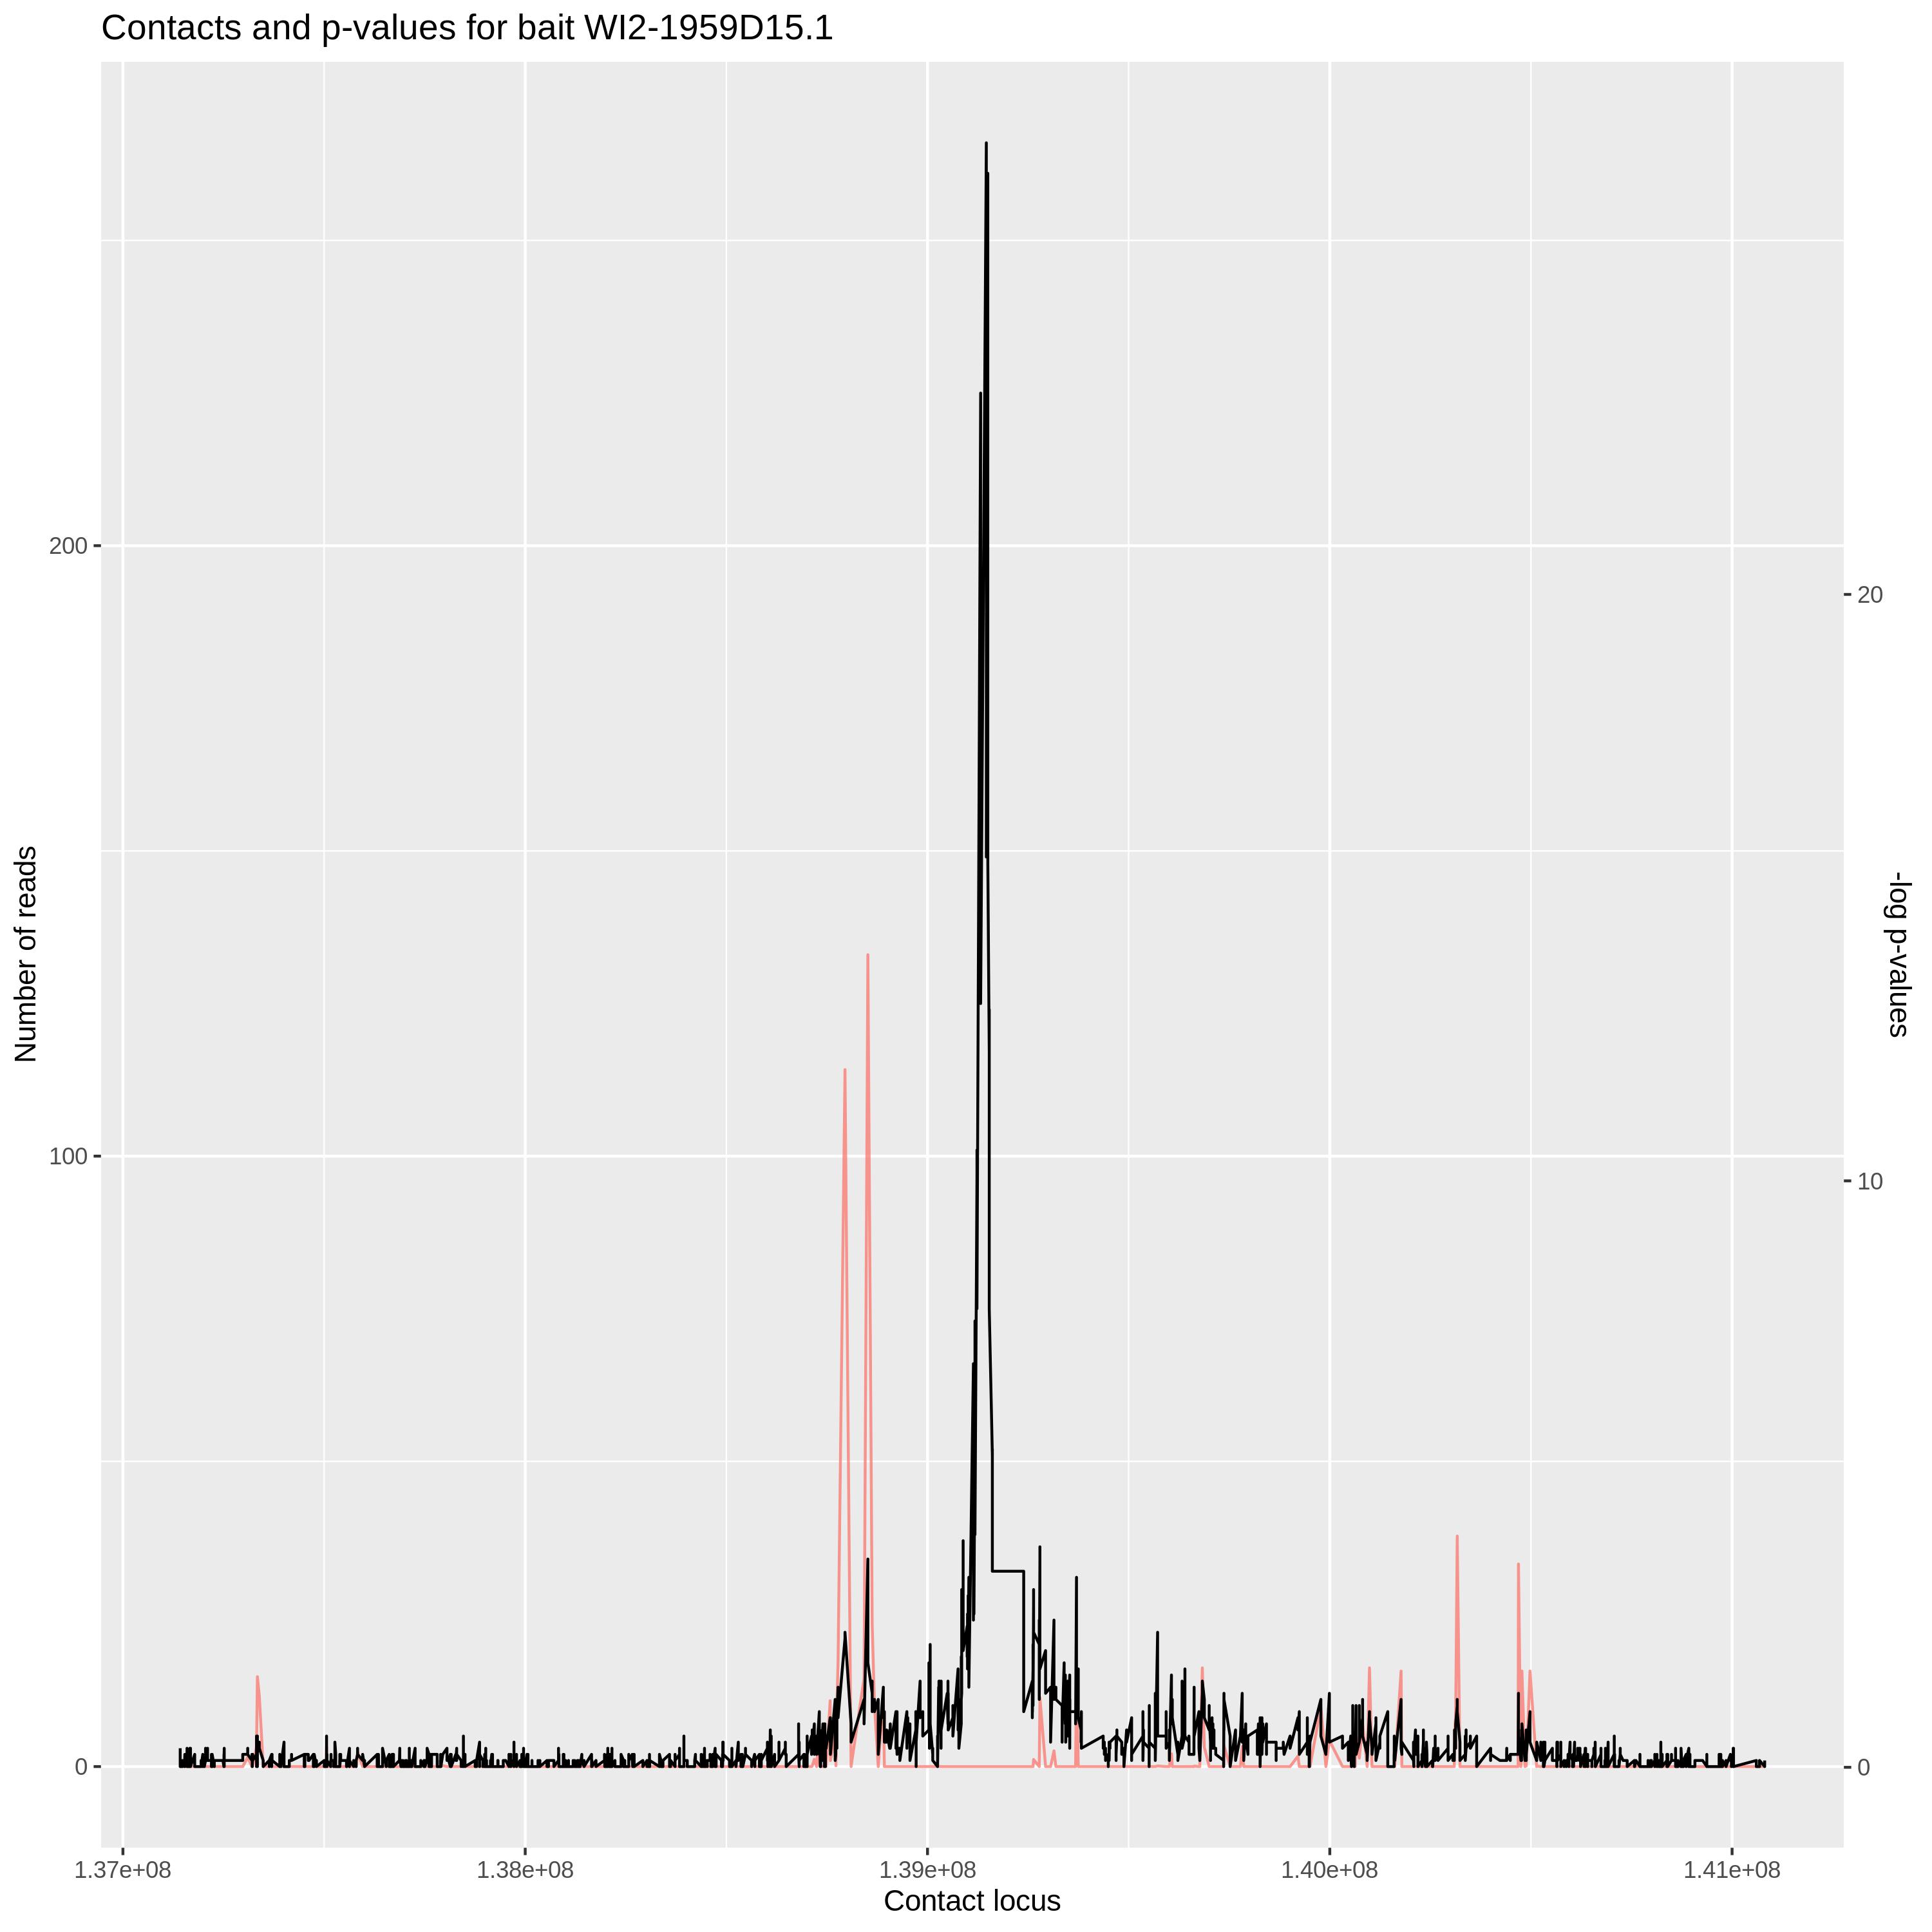 Contacts and p-values for bait WI2-1959D15.1
Number of reads
200
100
0
20
10
0
-log p-values
1.37e+08 1.38e+08 1.39e+08 1.40e+08 1.41e+08
Contact locus